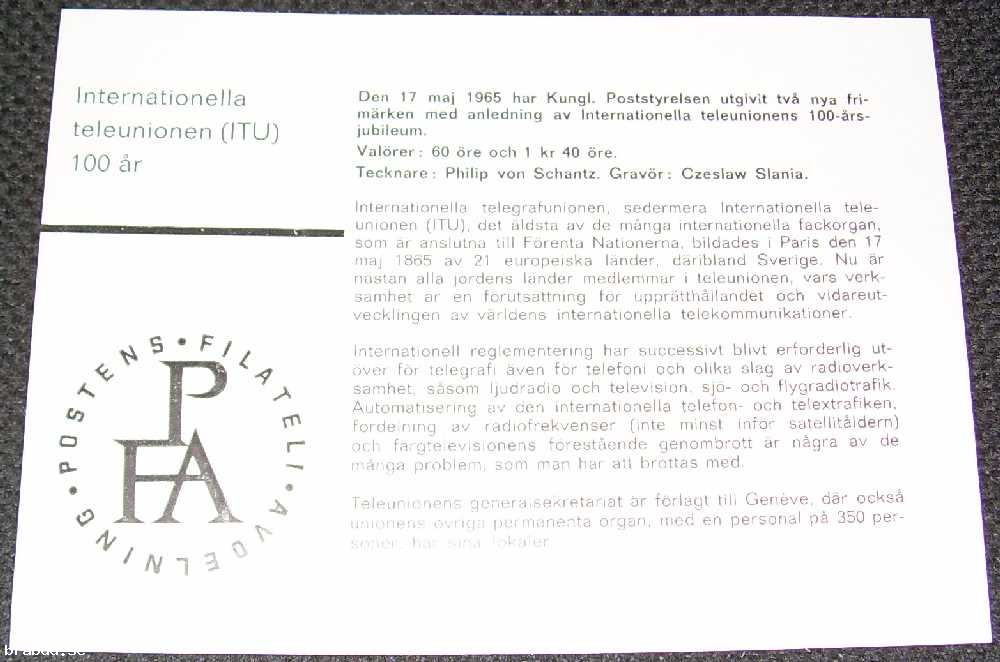 Internationella
teleunionen (ITU)
100 år
Den 17 maj 1965 har Kungl. Poststyrelsen utgivit två nya fri-
märken med anledning av Internationella teleunionens 100-års-
jubileum.
Valörer: 60 öre och 1 kr 40 öre.
Tecknare: Philip von Schantz. Gravör: Czeslaw Slania.
Internationella telegrafunionen, sedermera Internationella tele-
unionen (ITU), det äldsta av de många internationella fackorgan,
som är anslutna till Förenta Nationerna, bildades i Paris den 17
maj 1865 av 21 europeiska länder, däribland Sverige. Nu är
nästan alla jordens länder medlemmar i teleunionen, vars verk-
samhet är en förutsättning för upprätthållandet och vidareut-
vecklingen av världens internationella telekommunikationer.
Internationell reglementering har successivt blivit erforderlig ut-
över för telegrafi även för telefoni och olika slag av radioverk-
samhet, såsom ljudradio och television, sjö- och flygradiotrafik.
Automatisering av den internationella telefon- och telextrafiken,
fördelning av radiofrekvenser (inte minst inför satellitåldern)
och färgtelevisionens förestående genombrott är några av de
många problem, som man har att brottas med.
Teleunionens generalsekretariat är förlagt till Genève, där också
unionens övriga permanenta organ, med en personal på 350 per-
soner, har sina lokaler.
POSTENS • FILATELI • AVDELNING •
PFA
brabud.se